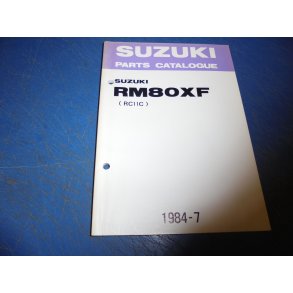 SUZUKI
PARTS CATALOGUE
SUZUKI
RM80XF
(RC11C)
1984-7